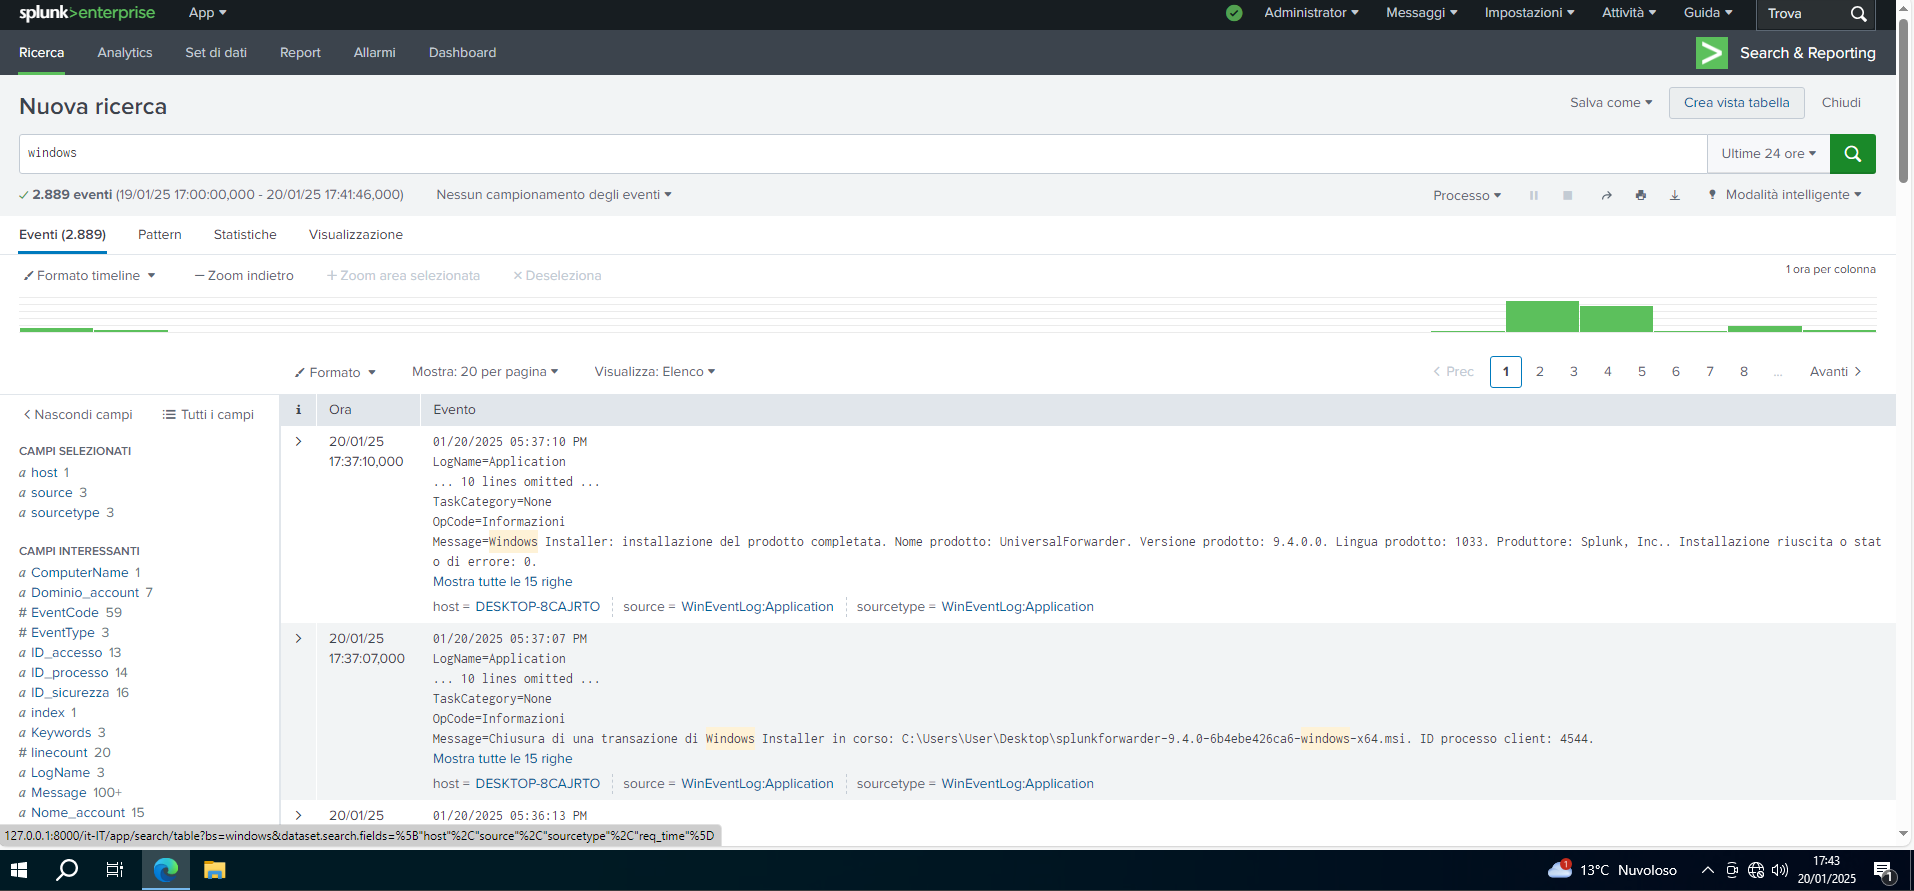 splunk>enterprise App Administrator Messaggi Impostazioni Attività Guida Trova
Ricerca Analytics Set di dati Report Allarmi Dashboard Search & Reporting
Nuova ricerca Salva come Crea vista tabella Chiudi
windows Ultime 24 ore
2.889 eventi (19/01/25 17:00:00,000 - 20/01/25 17:41:46,000) Nessun campionamento degli eventi Processo Modalità intelligente
Eventi (2.889) Pattern Statistiche Visualizzazione
Formato timeline — Zoom indietro + Zoom area selezionata × Deseleziona 1 ora per colonna
Formato Mostra: 20 per pagina Visualizza: Elenco < Prec 1 2 3 4 5 6 7 8 ... Avanti >
< Nascondi campi Tutti i campi
i Ora Evento
CAMPI SELEZIONATI
a host 1
a source 3
a sourcetype 3
CAMPI INTERESSANTI
a ComputerName 1
a Dominio_account 7
# EventCode 59
# EventType 3
a ID_accesso 13
a ID_processo 14
a ID_sicurezza 16
a index 1
a Keywords 3
# linecount 20
a LogName 3
a Message 100+
a Nome_account 15
> 20/01/25
17:37:10,000
01/20/2025 05:37:10 PM
LogName=Application
... 10 lines omitted ...
TaskCategory=None
OpCode=Informazioni
Message=Windows Installer: installazione del prodotto completata. Nome prodotto: UniversalForwarder. Versione prodotto: 9.4.0.0. Lingua prodotto: 1033. Produttore: Splunk, Inc.. Installazione riuscita o stat
o di errore: 0.
Mostra tutte le 15 righe
host = DESKTOP-8CAJRTO source = WinEventLog:Application sourcetype = WinEventLog:Application
> 20/01/25
17:37:07,000
01/20/2025 05:37:07 PM
LogName=Application
... 10 lines omitted ...
TaskCategory=None
OpCode=Informazioni
Message=Chiusura di una transazione di Windows Installer in corso: C:\Users\User\Desktop\splunkforwarder-9.4.0-6b4ebe426ca6-windows-x64.msi. ID processo client: 4544.
Mostra tutte le 15 righe
host = DESKTOP-8CAJRTO source = WinEventLog:Application sourcetype = WinEventLog:Application
> 20/01/25 01/20/2025 05:36:13 PM
127.0.0.1:8000/it-IT/app/search/table?bs=windows&dataset.search.fields=%5B"host"%2C"source"%2C"sourcetype"%2C"req_time"%5D
1 13°C Nuvoloso 17:43
20/01/2025 1